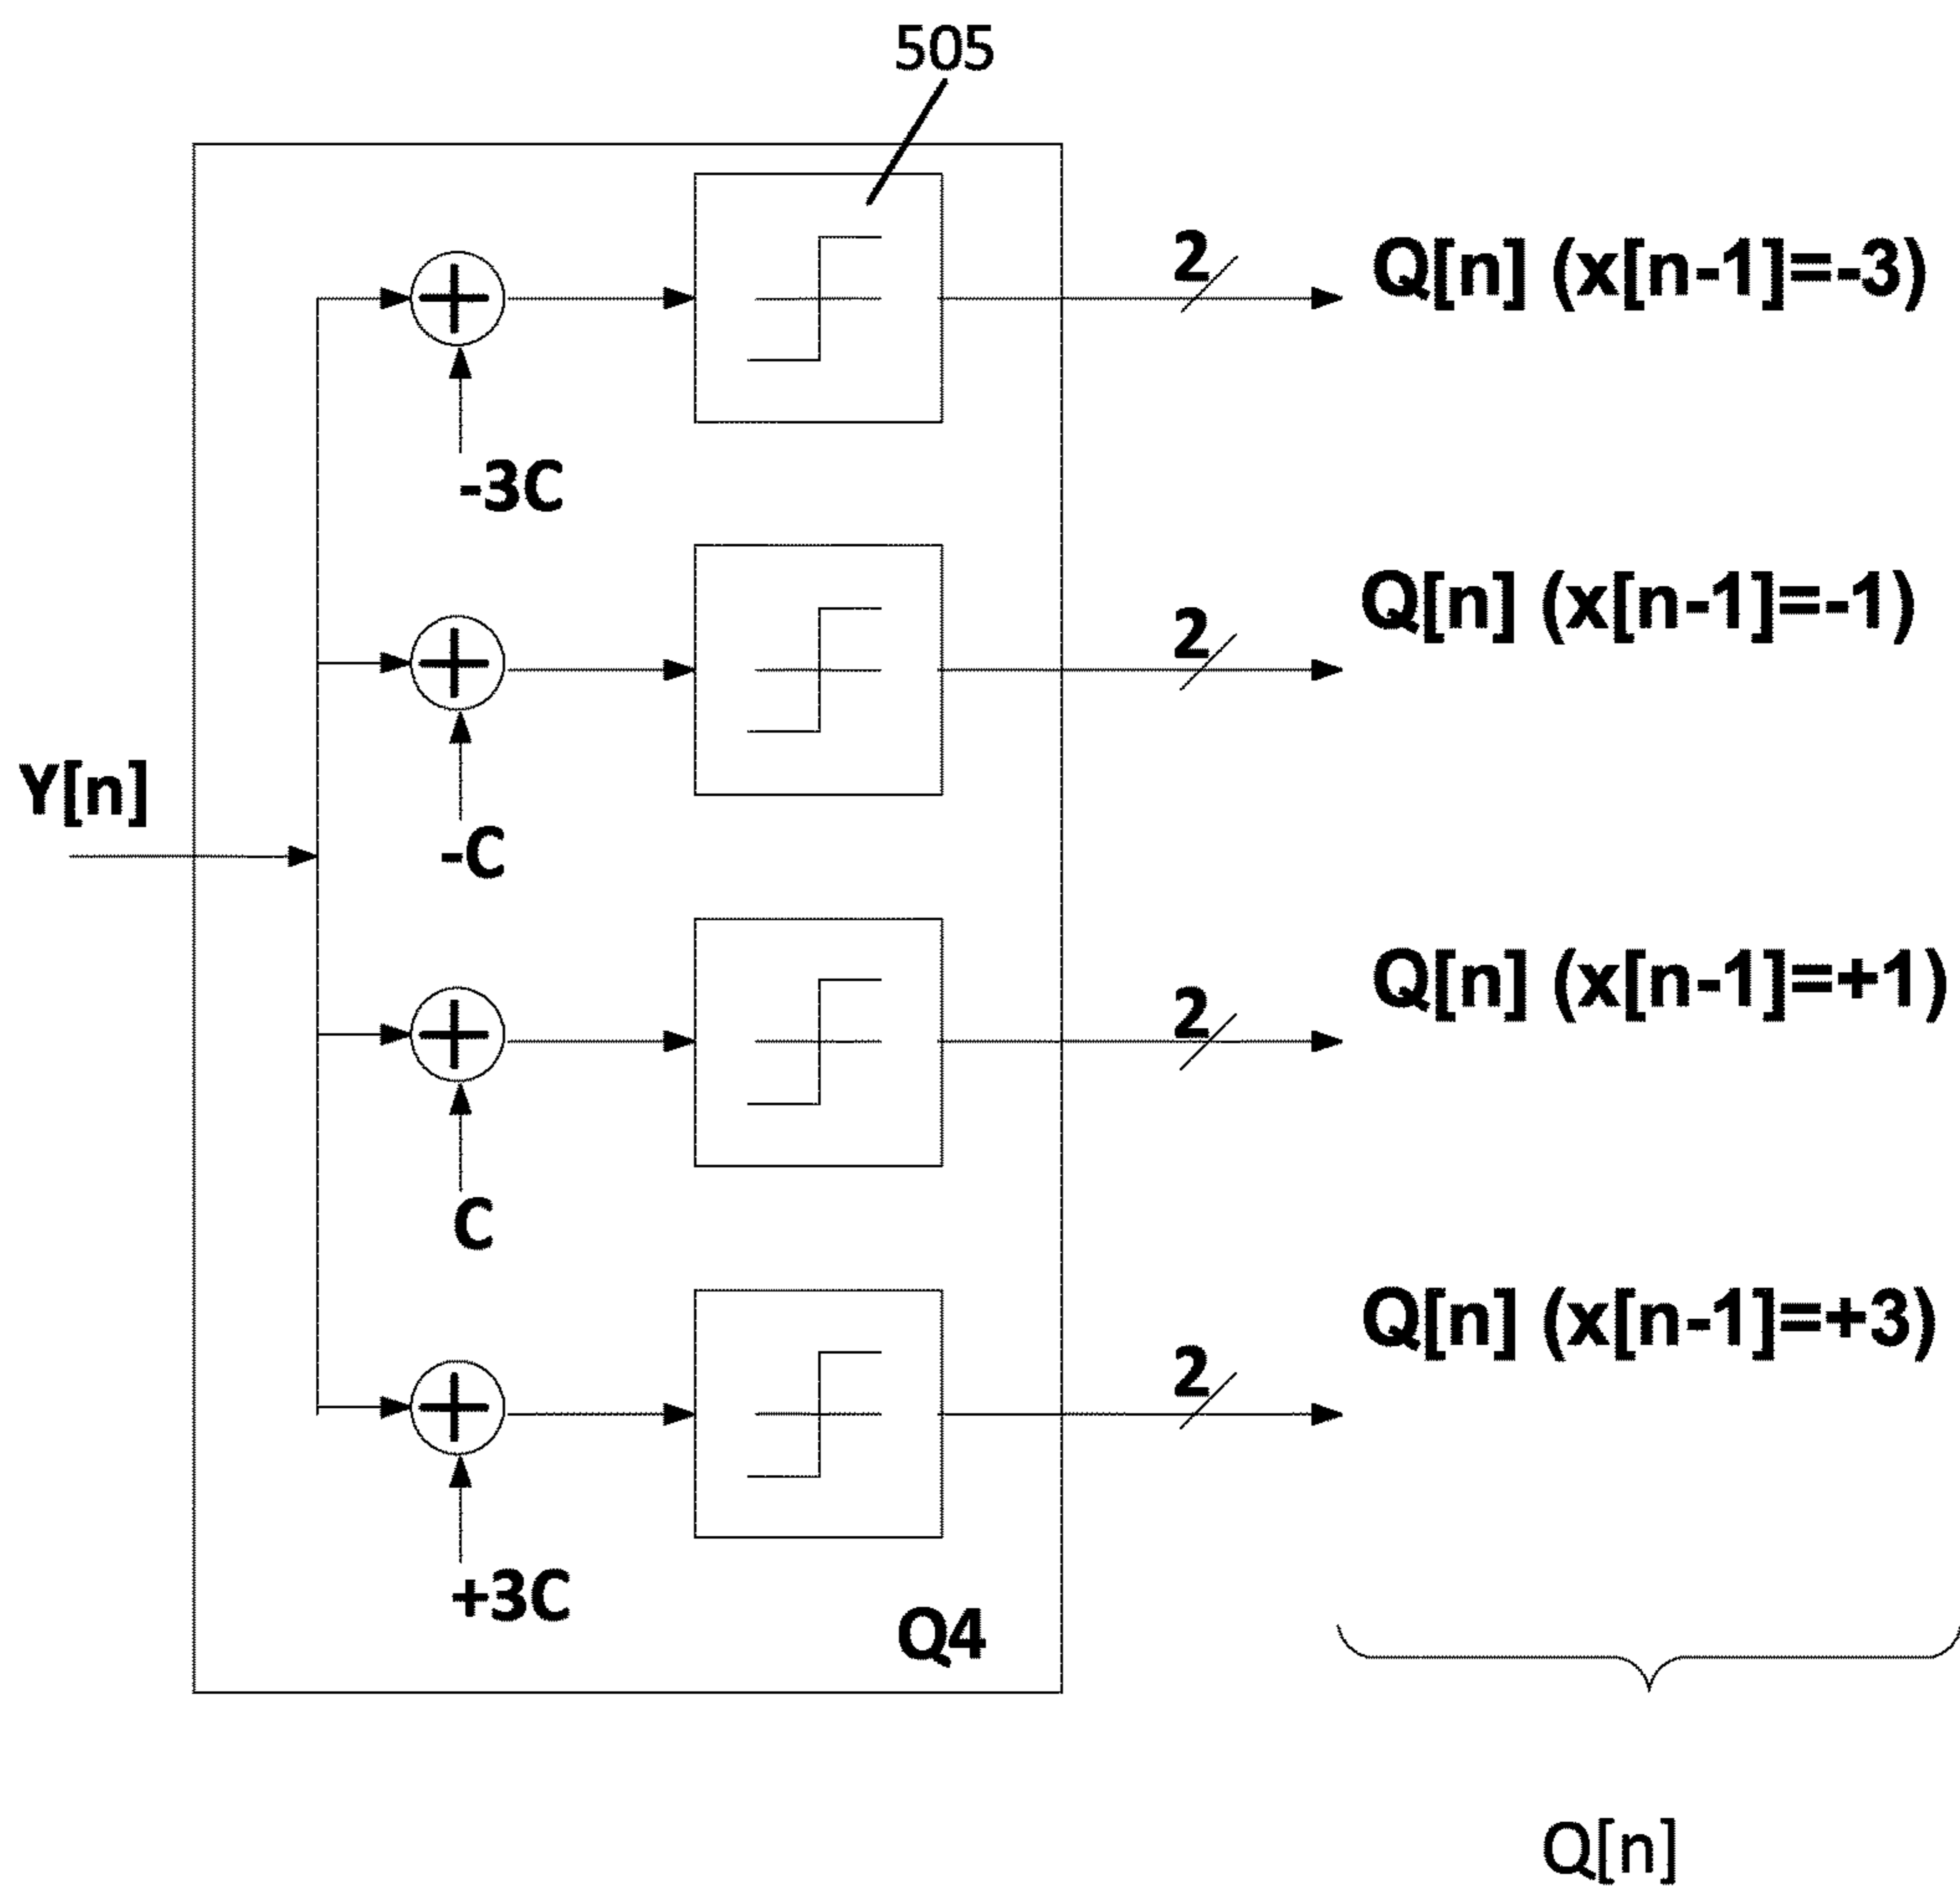 505
2
Q[n] (x[n-1]=-3)
-3C
2
Q[n] (x[n-1]=-1)
Y[n]
-C
2
Q[n] (x[n-1]=+1)
C
2
Q[n] (x[n-1]=+3)
+3C
Q4
Q[n]